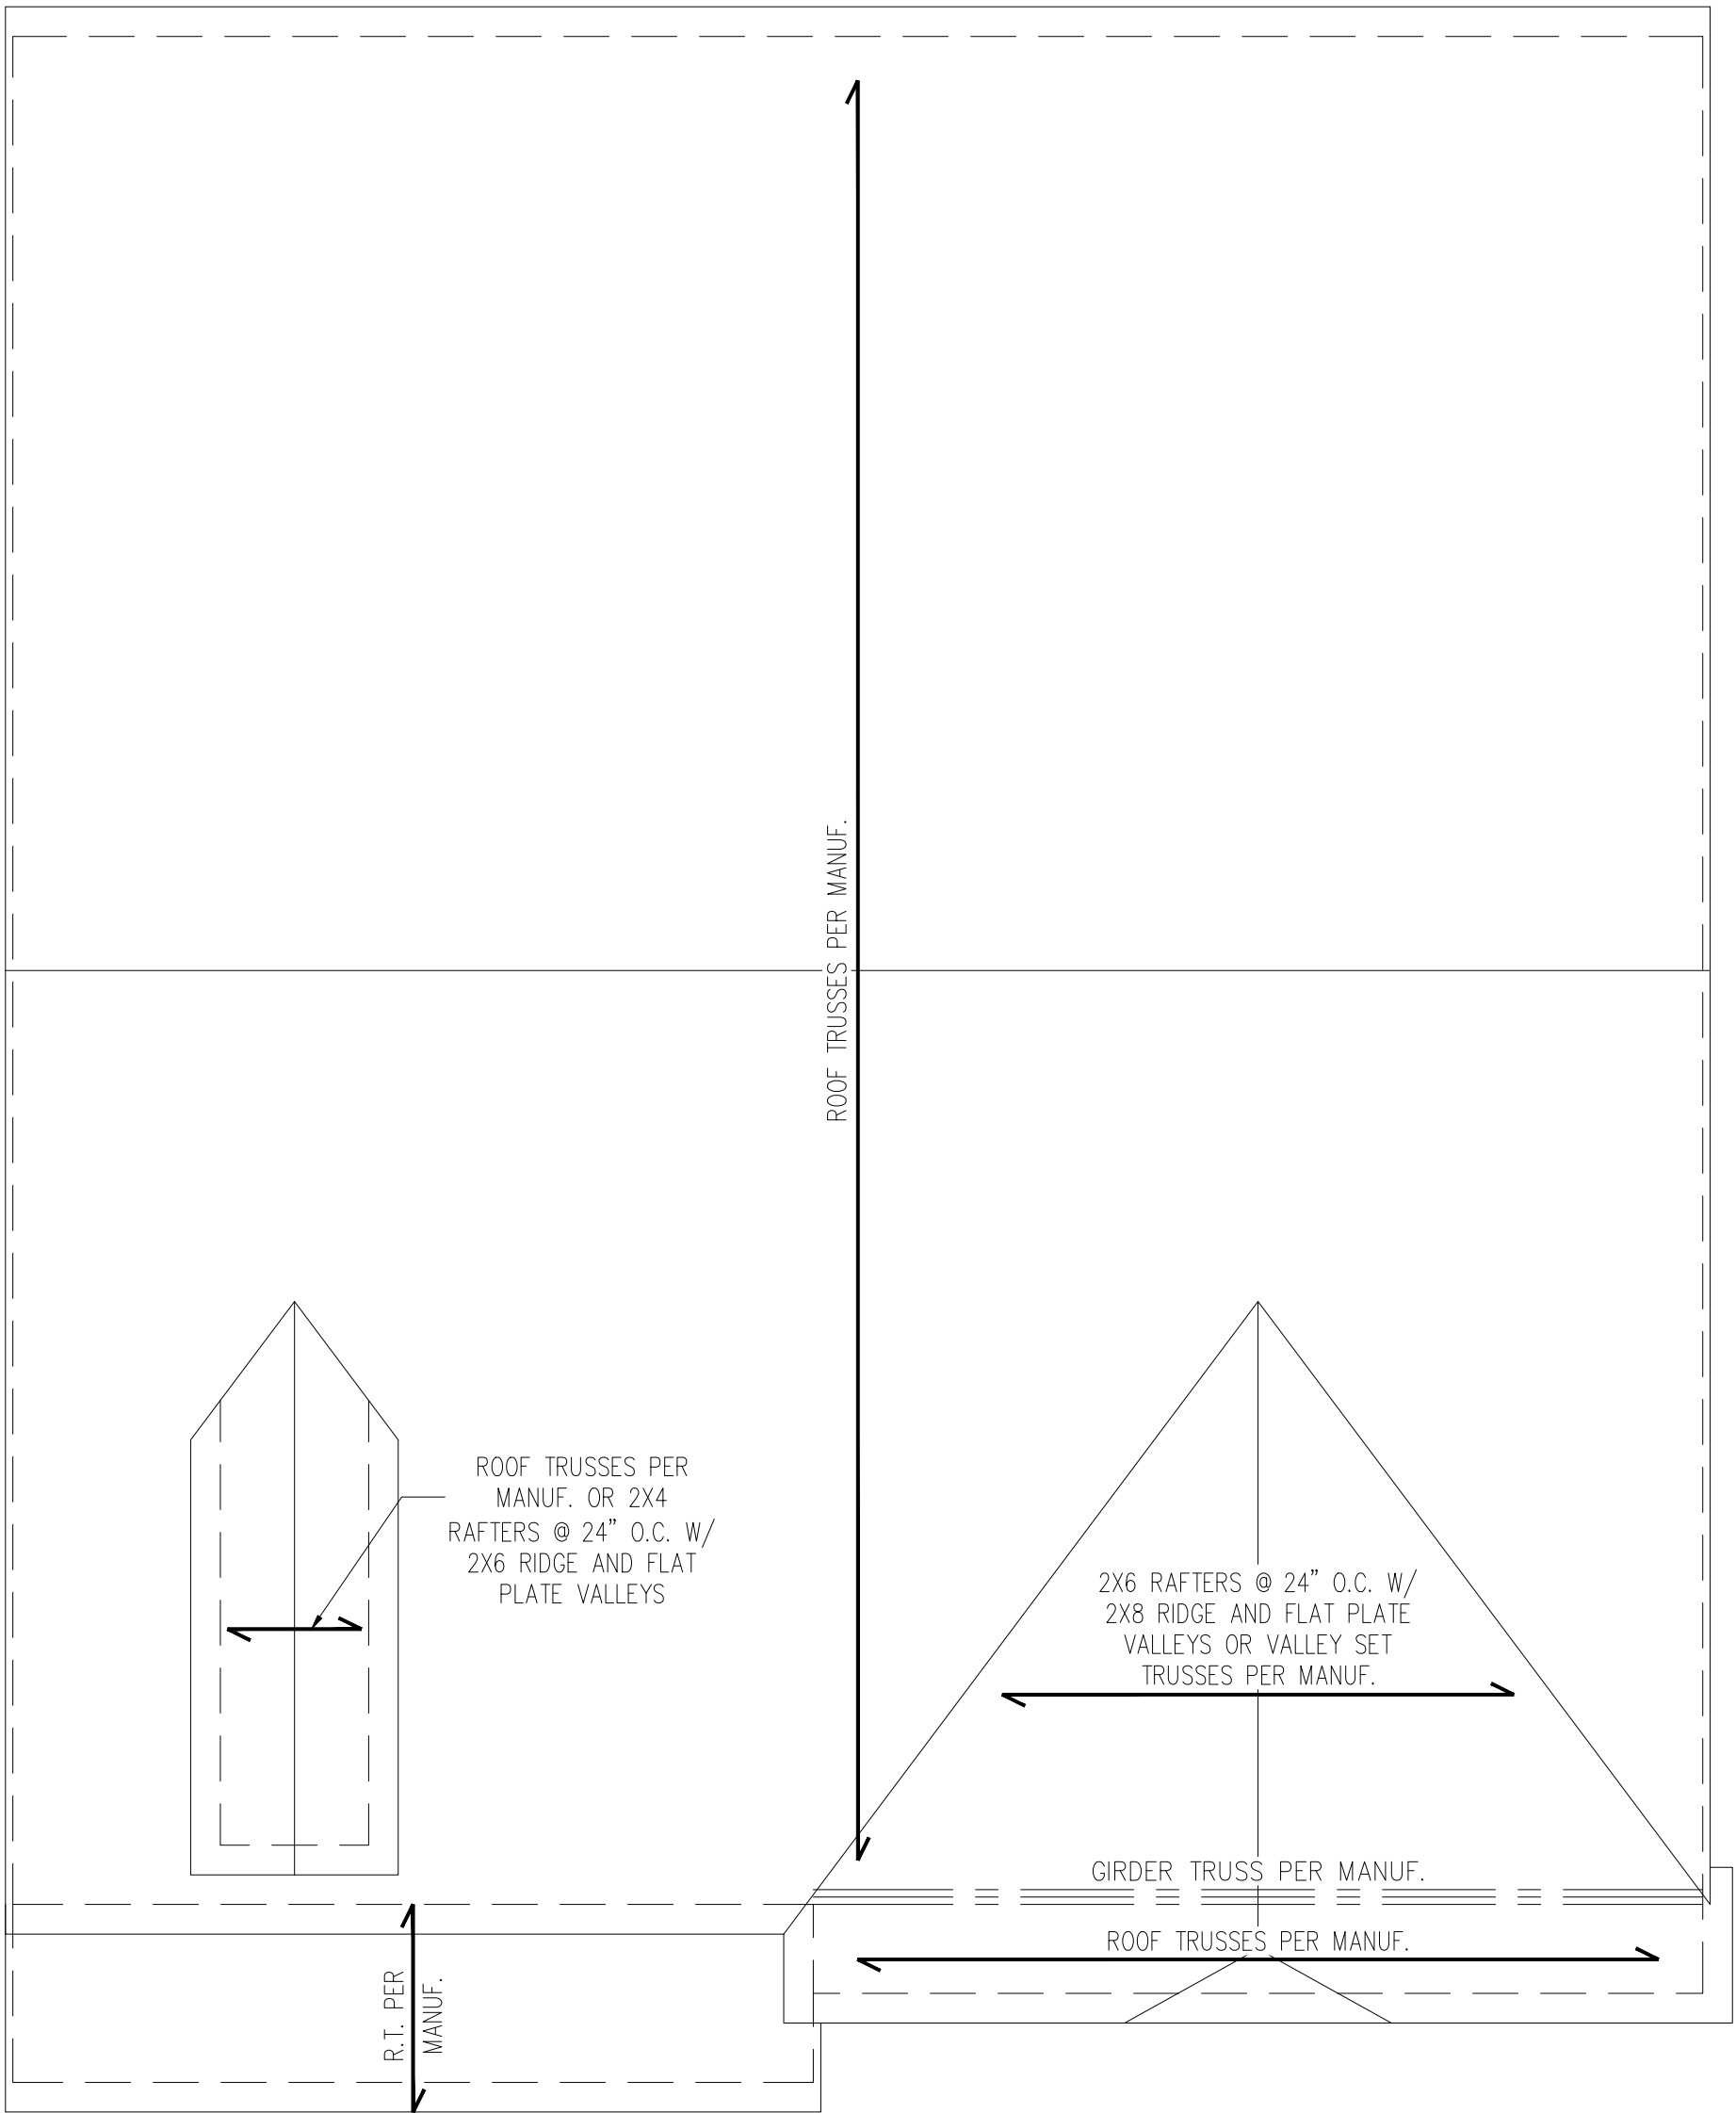 ROOF TRUSSES PER MANUF.
ROOF TRUSSES PER
MANUF. OR 2X4
RAFTERS @ 24" O.C. W/
2X6 RIDGE AND FLAT
PLATE VALLEYS
2X6 RAFTERS @ 24" O.C. W/
2X8 RIDGE AND FLAT PLATE
VALLEYS OR VALLEY SET
TRUSSES PER MANUF.
GIRDER TRUSS PER MANUF.
ROOF TRUSSES PER MANUF.
R.T. PER
MANUF.